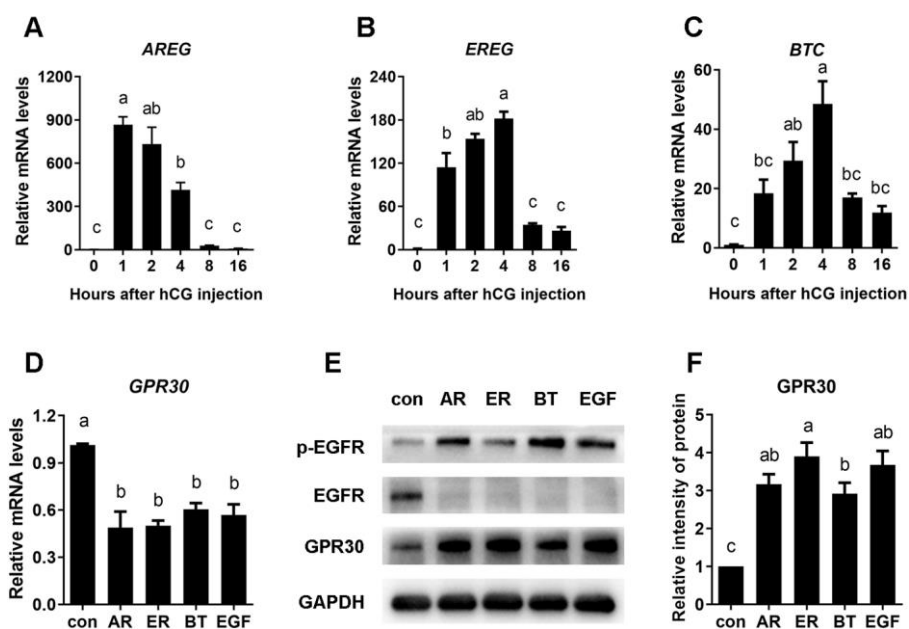 A
AREG
Relative mRNA levels
1200
900
600
300
0
c
a
ab
b
c
c
0 1 2 4 8 16
Hours after hCG injection
B
EREG
Relative mRNA levels
240
180
120
60
0
c
b
ab
a
c
c
0 1 2 4 8 16
Hours after hCG injection
C
BTC
Relative mRNA levels
60
40
20
0
c
bc
ab
a
bc
bc
0 1 2 4 8 16
Hours after hCG injection
D
GPR30
Relative mRNA levels
1.2
0.9
0.6
0.3
0.0
a
b
b
b
b
con AR ER BT EGF
E
con AR ER BT EGF
p-EGFR
EGFR
GPR30
GAPDH
F
GPR30
Relative intensity of protein
5
4
3
2
1
0
c
ab
a
b
ab
con AR ER BT EGF